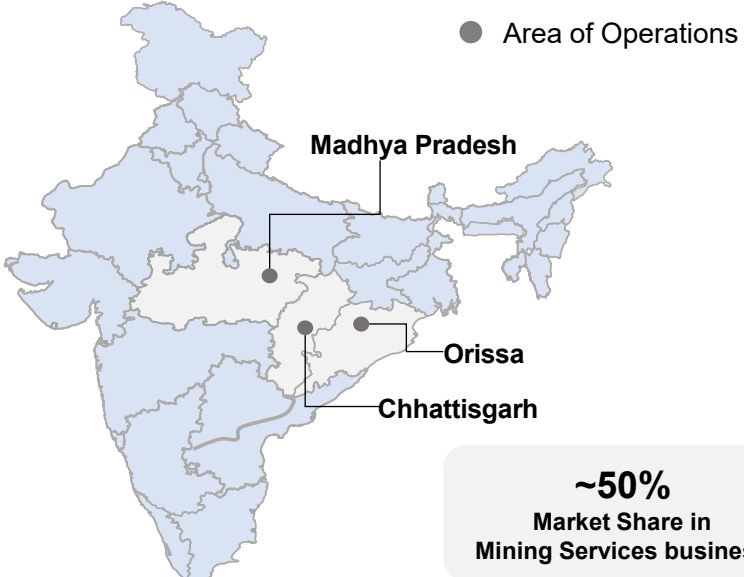 Area of Operations
Madhya Pradesh
Orissa
Chhattisgarh
~50%
Market Share in
Mining Services busines